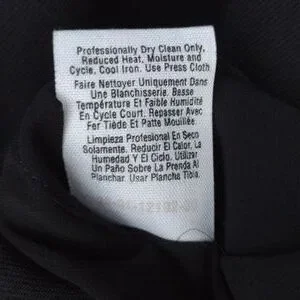 Professionally Dry Clean Only,
Reduced Heat, Moisture and
Cycle, Cool Iron. Use Press Cloth
Faire Nettoyer Uniquement Dans
Une Blanchisserie. Basse
Température Et Faible Humidité
En Cycle Court. Repasser Avec
Fer Tiède Et Patte Mouillée.
Limpieza Profesional En Seco
Solamente. Reducir El Calor, La
Humedad Y El Ciclo. Utilizar
Un Paño Sobre La Prenda Al
Planchar. Usar Plancha Tibia.